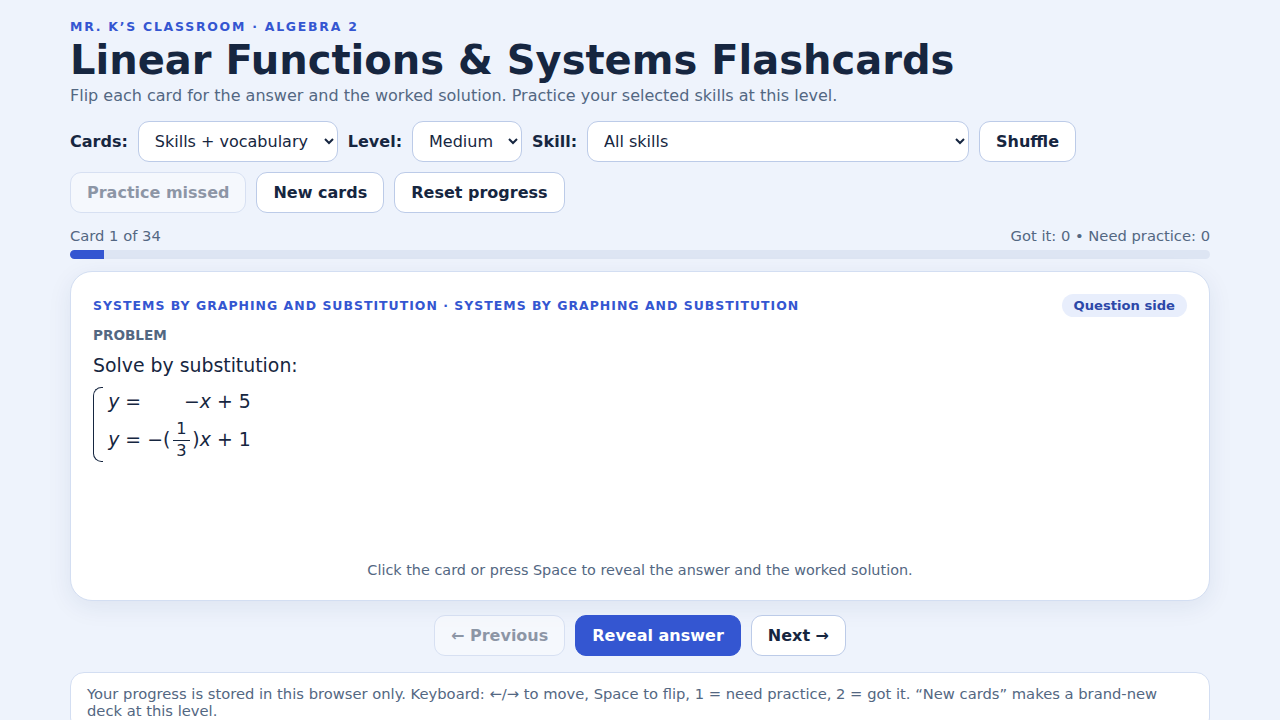 MR. K’S CLASSROOM · ALGEBRA 2
Linear Functions & Systems Flashcards
Flip each card for the answer and the worked solution. Practice your selected skills at this level.
Cards: Skills + vocabulary Level: Medium Skill: All skills Shuffle
Practice missed New cards Reset progress
Card 1 of 34 Got it: 0 • Need practice: 0
SYSTEMS BY GRAPHING AND SUBSTITUTION · SYSTEMS BY GRAPHING AND SUBSTITUTION Question side
PROBLEM
Solve by substitution:
y = −x + 5
y = −(1/3)x + 1
Click the card or press Space to reveal the answer and the worked solution.
← Previous Reveal answer Next →
Your progress is stored in this browser only. Keyboard: ←/→ to move, Space to flip, 1 = need practice, 2 = got it. “New cards” makes a brand-new
deck at this level.